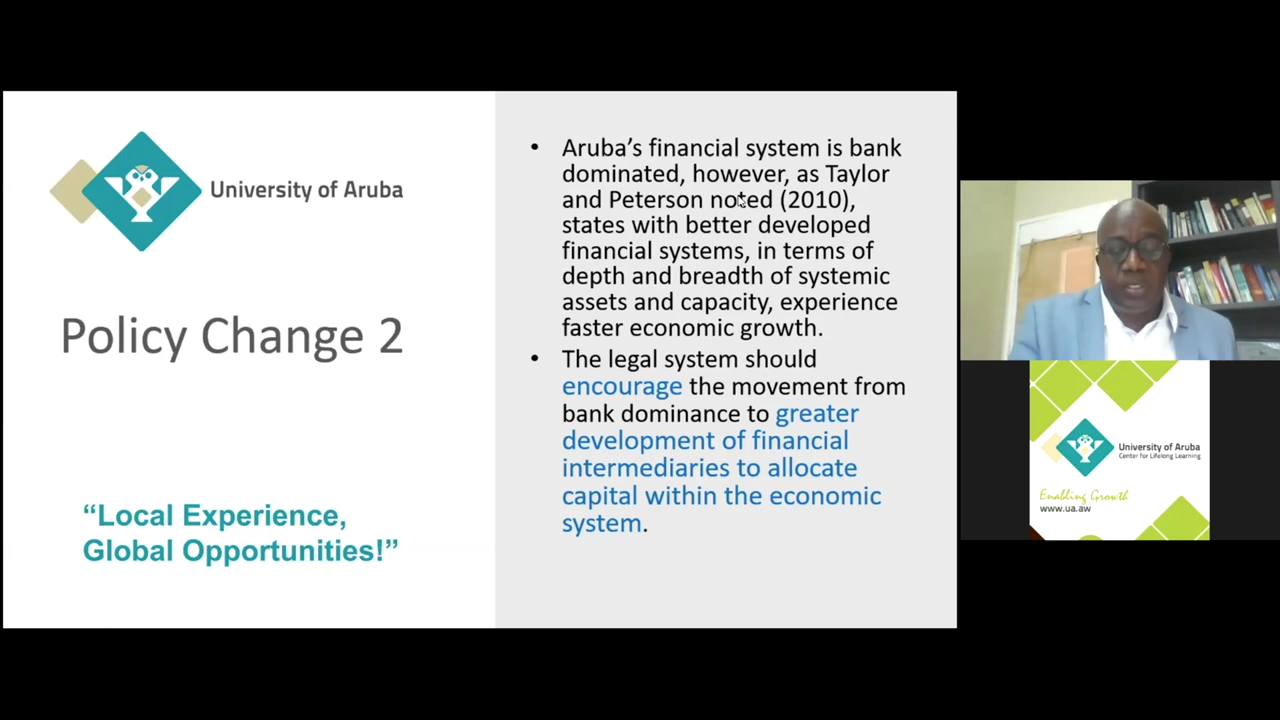 University of Aruba
Policy Change 2
“Local Experience,
Global Opportunities!”
• Aruba’s financial system is bank
dominated, however, as Taylor
and Peterson noted (2010),
states with better developed
financial systems, in terms of
depth and breadth of systemic
assets and capacity, experience
faster economic growth.
• The legal system should
encourage the movement from
bank dominance to greater
development of financial
intermediaries to allocate
capital within the economic
system.
University of Aruba
Center for Lifelong Learning
Enabling Growth
www.ua.aw